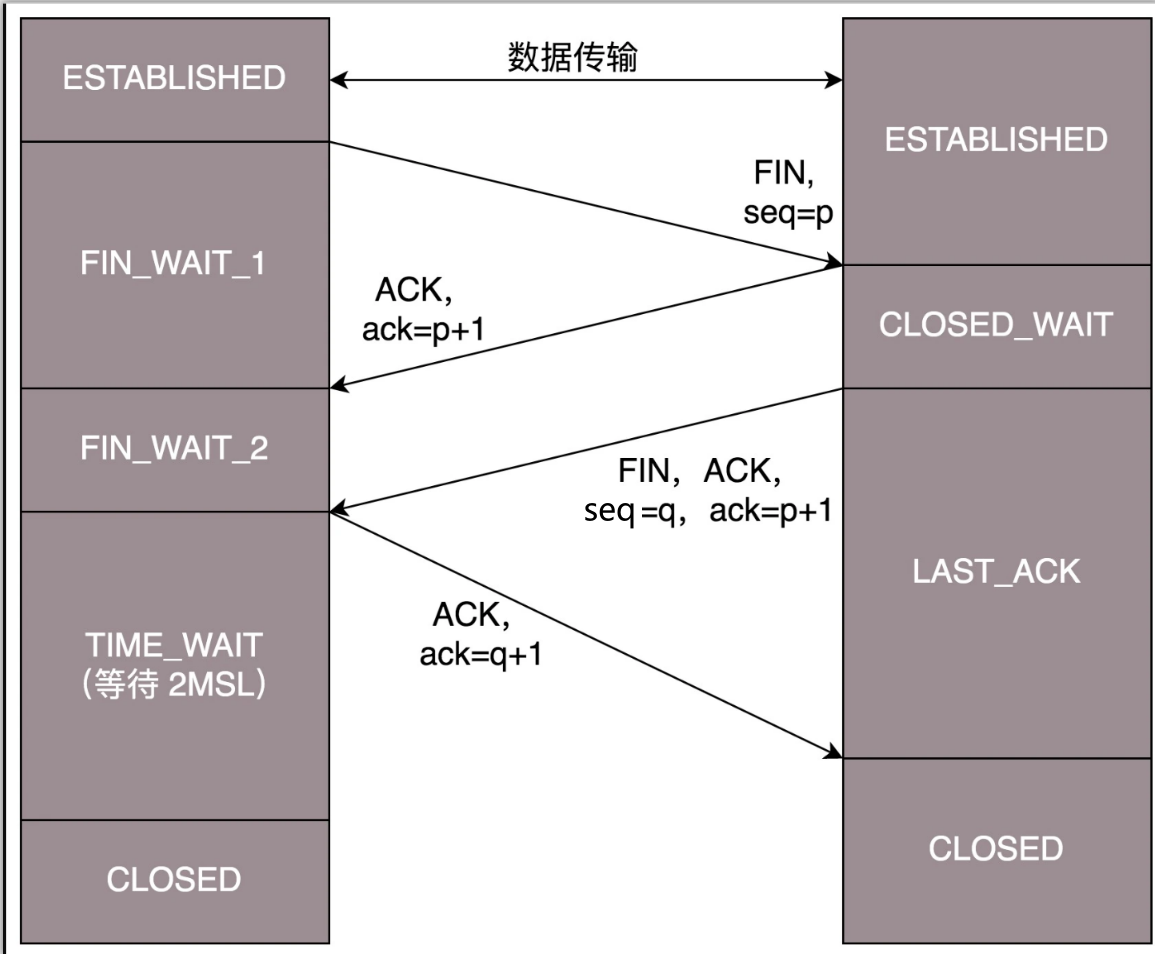 数据传输
ESTABLISHED
ESTABLISHED
FIN,
seq=p
FIN_WAIT_1
ACK,
ack=p+1
CLOSED_WAIT
FIN_WAIT_2
FIN, ACK,
seq=q, ack=p+1
LAST_ACK
ACK,
ack=q+1
TIME_WAIT
(等待 2MSL)
CLOSED
CLOSED